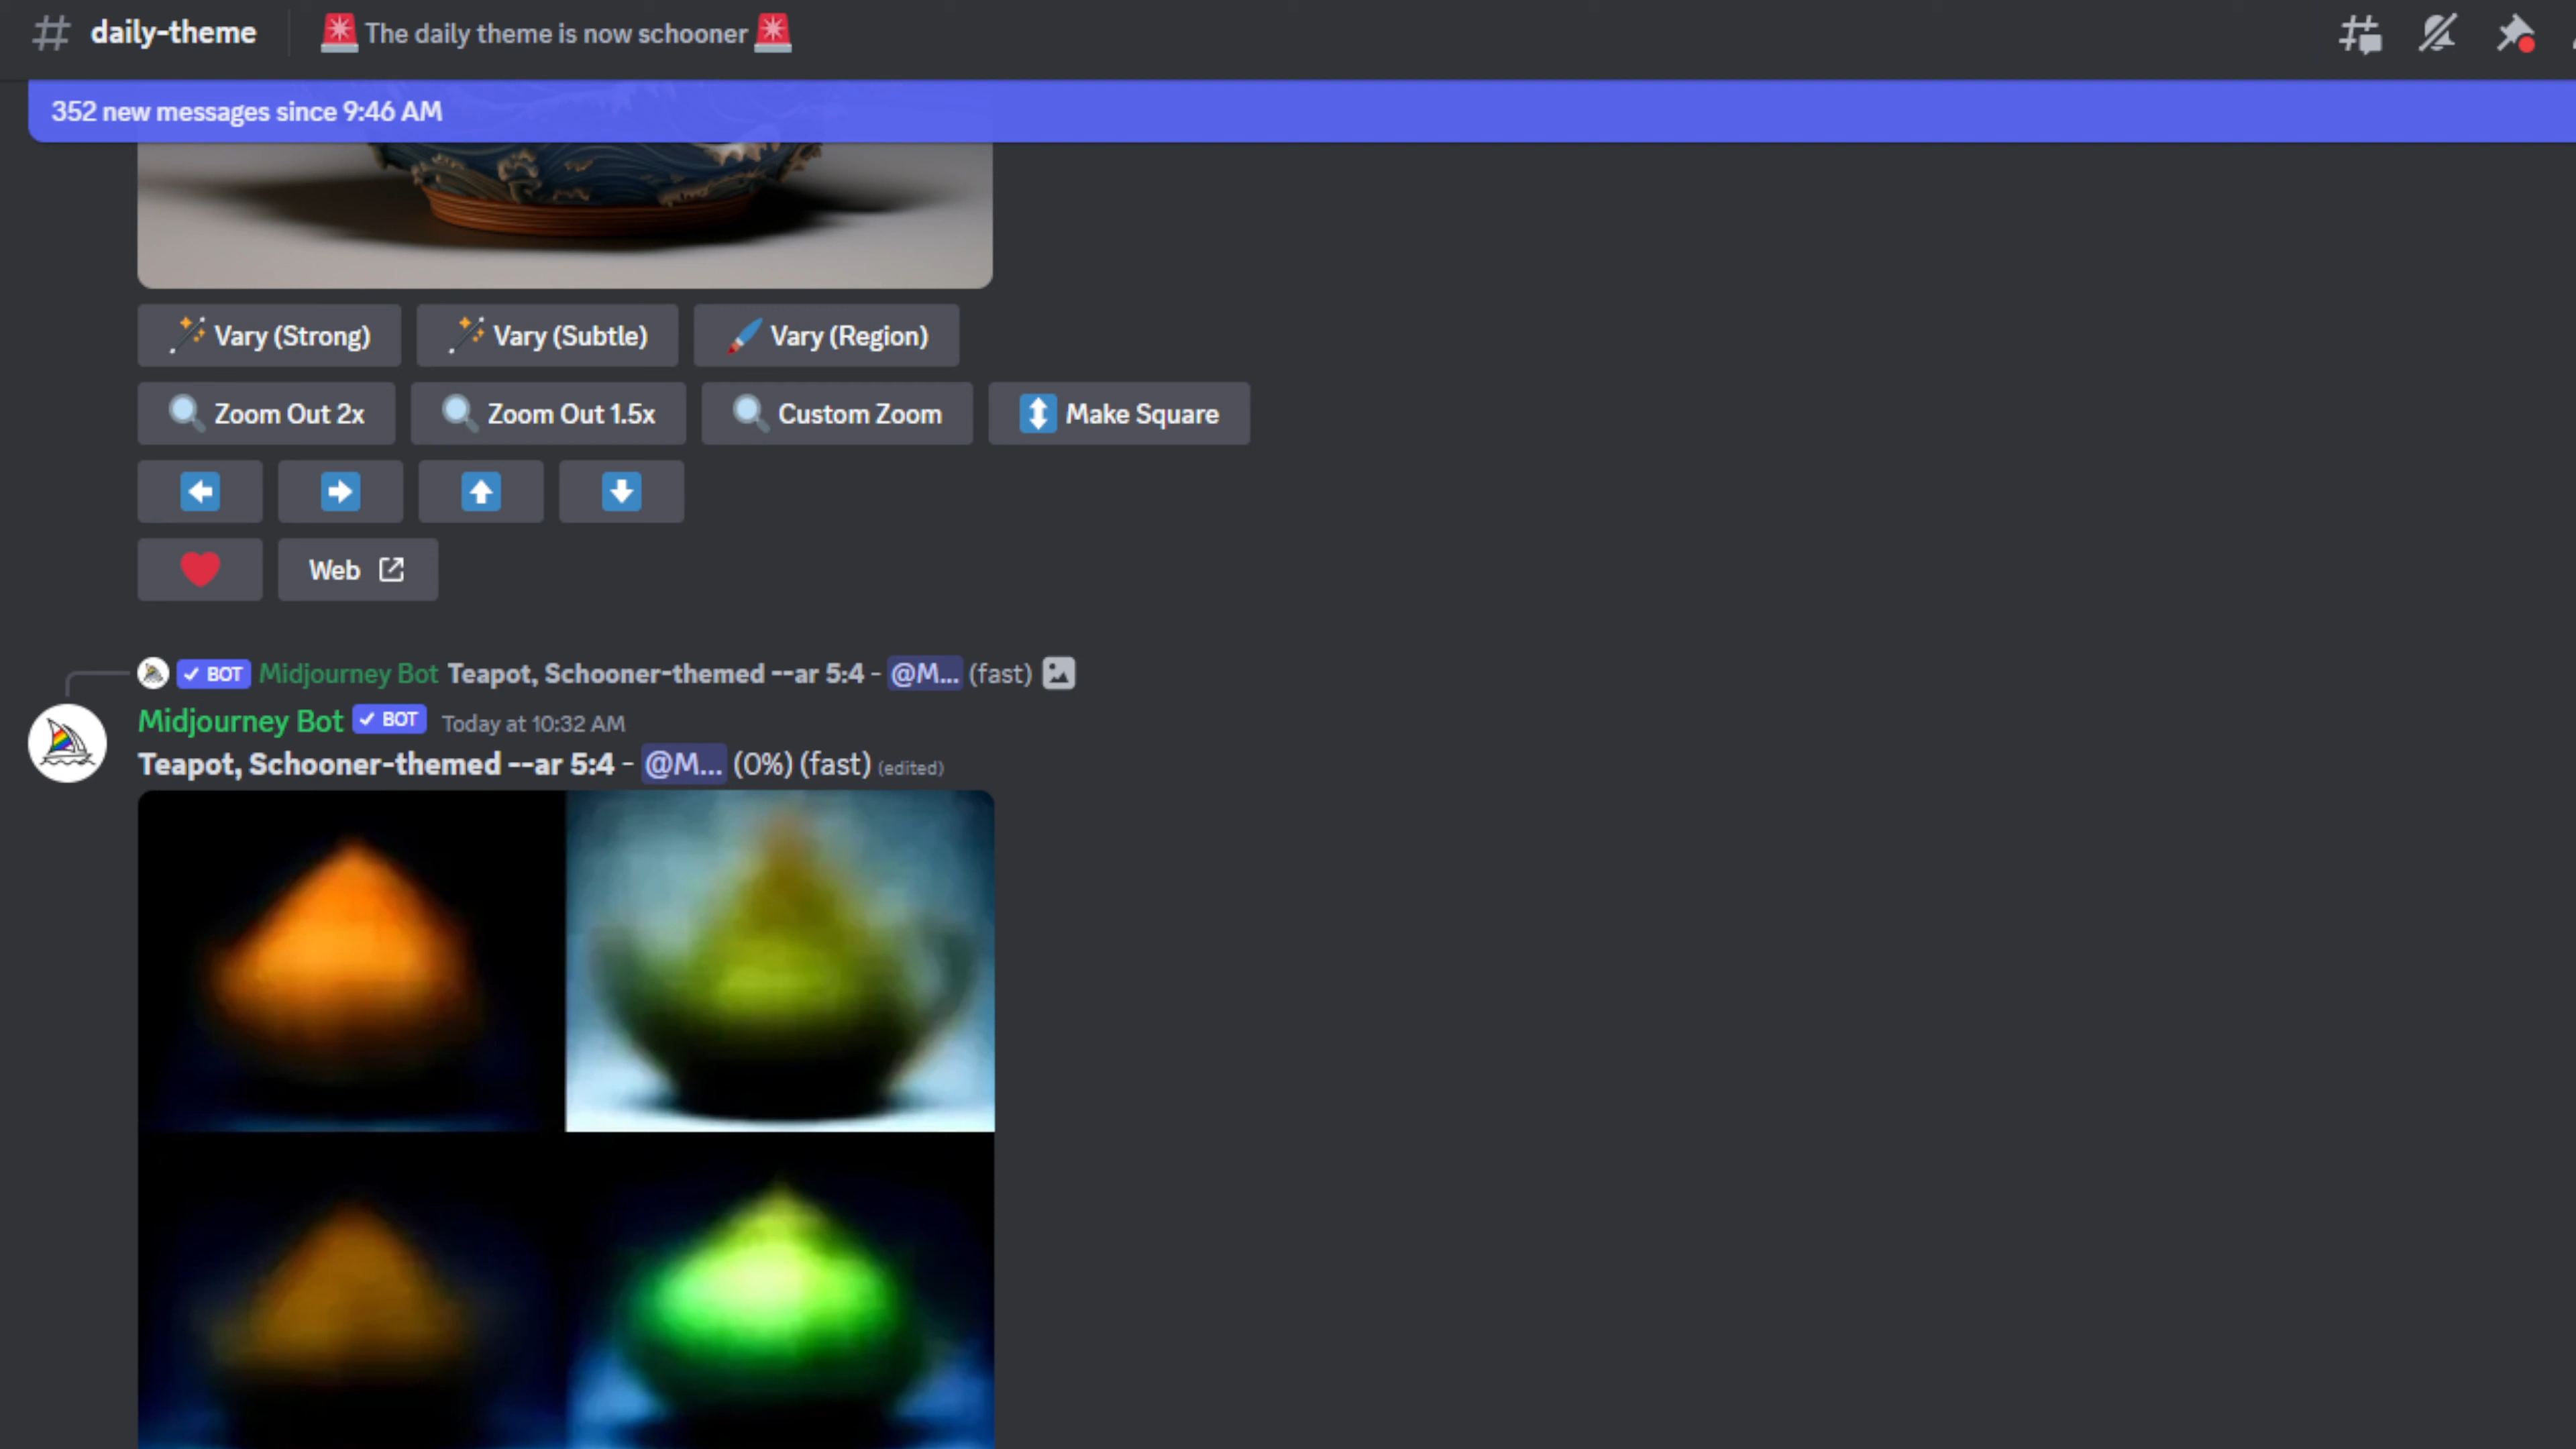 daily-theme
The daily theme is now schooner
352 new messages since 9:46 AM
Vary (Strong) Vary (Subtle) Vary (Region)
Zoom Out 2x Zoom Out 1.5x Custom Zoom Make Square
Web
BOT Midjourney Bot Teapot, Schooner-themed --ar 5:4 - @M... (fast)
Midjourney Bot BOT Today at 10:32 AM
Teapot, Schooner-themed --ar 5:4 - @M... (0%) (fast) (edited)